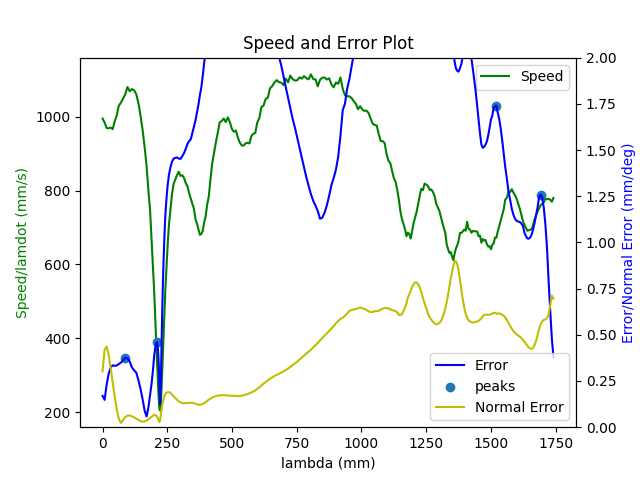 Speed and Error Plot
Speed/lamdot (mm/s)
1000
800
600
400
200
Speed
2.00
1.75
1.50
1.25
1.00
0.75
0.50
0.25
0.00
Error/Normal Error (mm/deg)
Error
peaks
Normal Error
0 250 500 750 1000 1250 1500 1750
lambda (mm)